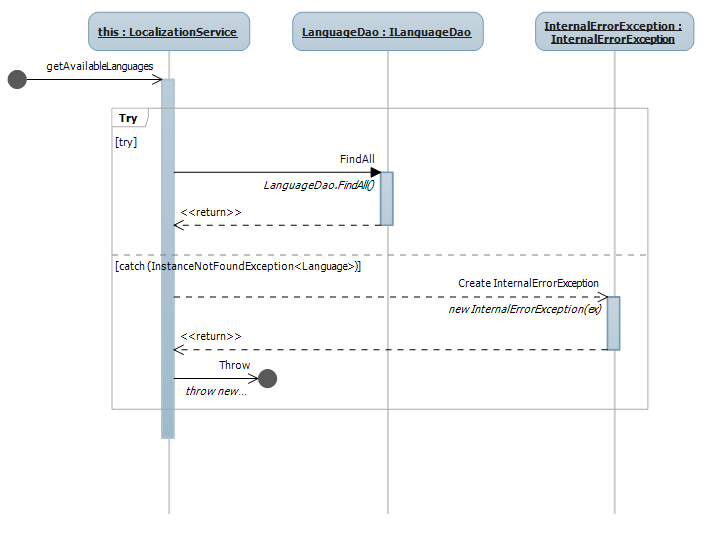 this : LocalizationService
LanguageDao : ILanguageDao
InternalErrorException :
InternalErrorException
getAvailableLanguages
Try
[try]
FindAll
LanguageDao.FindAll()
<<return>>
[catch (InstanceNotFoundException<Language>)]
Create InternalErrorException
new InternalErrorException(ex)
<<return>>
Throw
throw new...